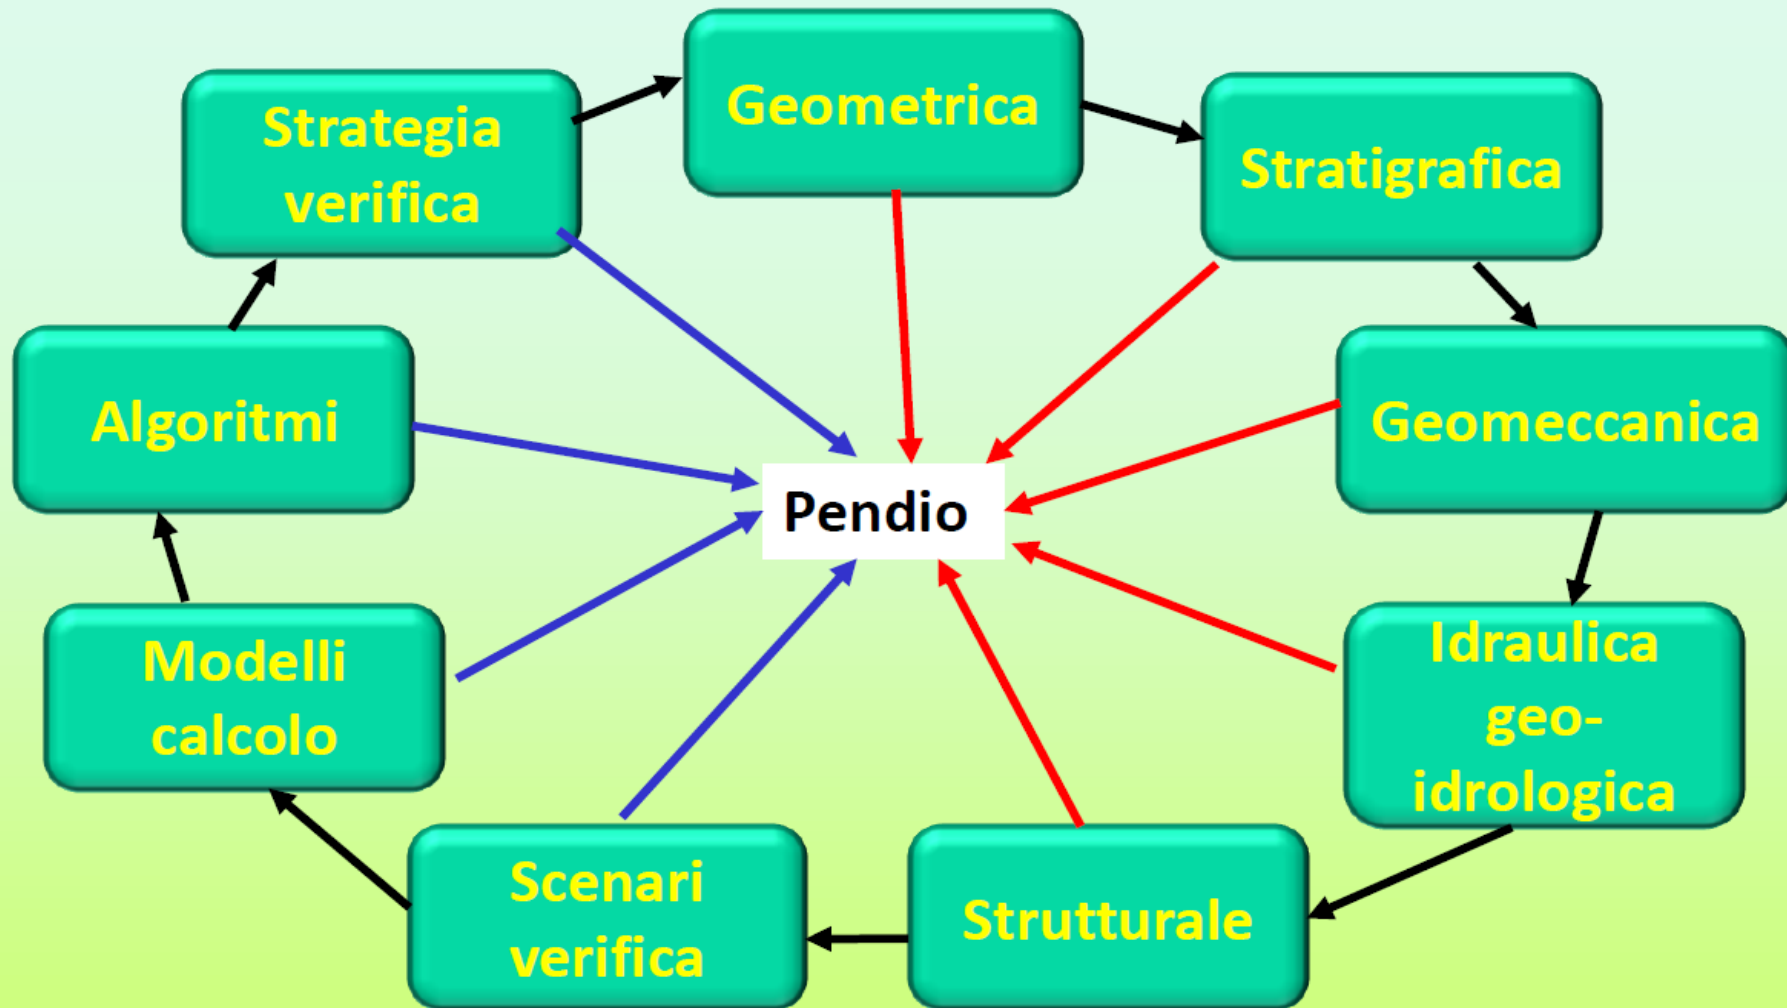 Geometrica
Strategia
verifica
Stratigrafica
Algoritmi
Geomeccanica
Pendio
Modelli
calcolo
Idraulica
geo-
idrologica
Scenari
verifica
Strutturale